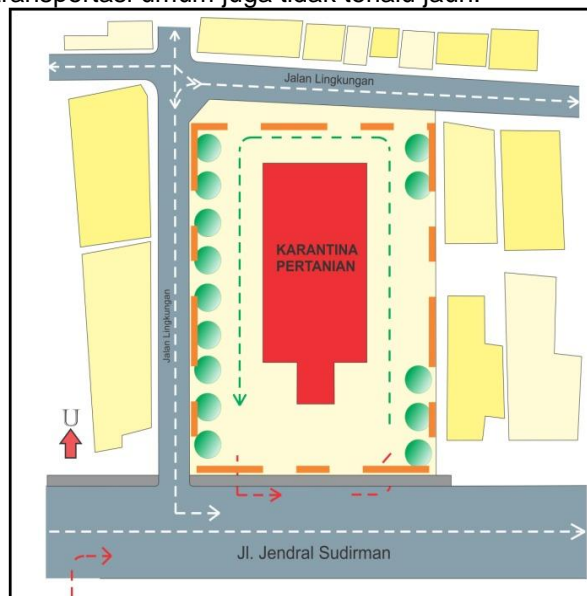 transportasi umum juga tidak terlalu jauh.
Jalan Lingkungan
KARANTINA
PERTANIAN
Jalan Lingkungan
U
Jl. Jendral Sudirman